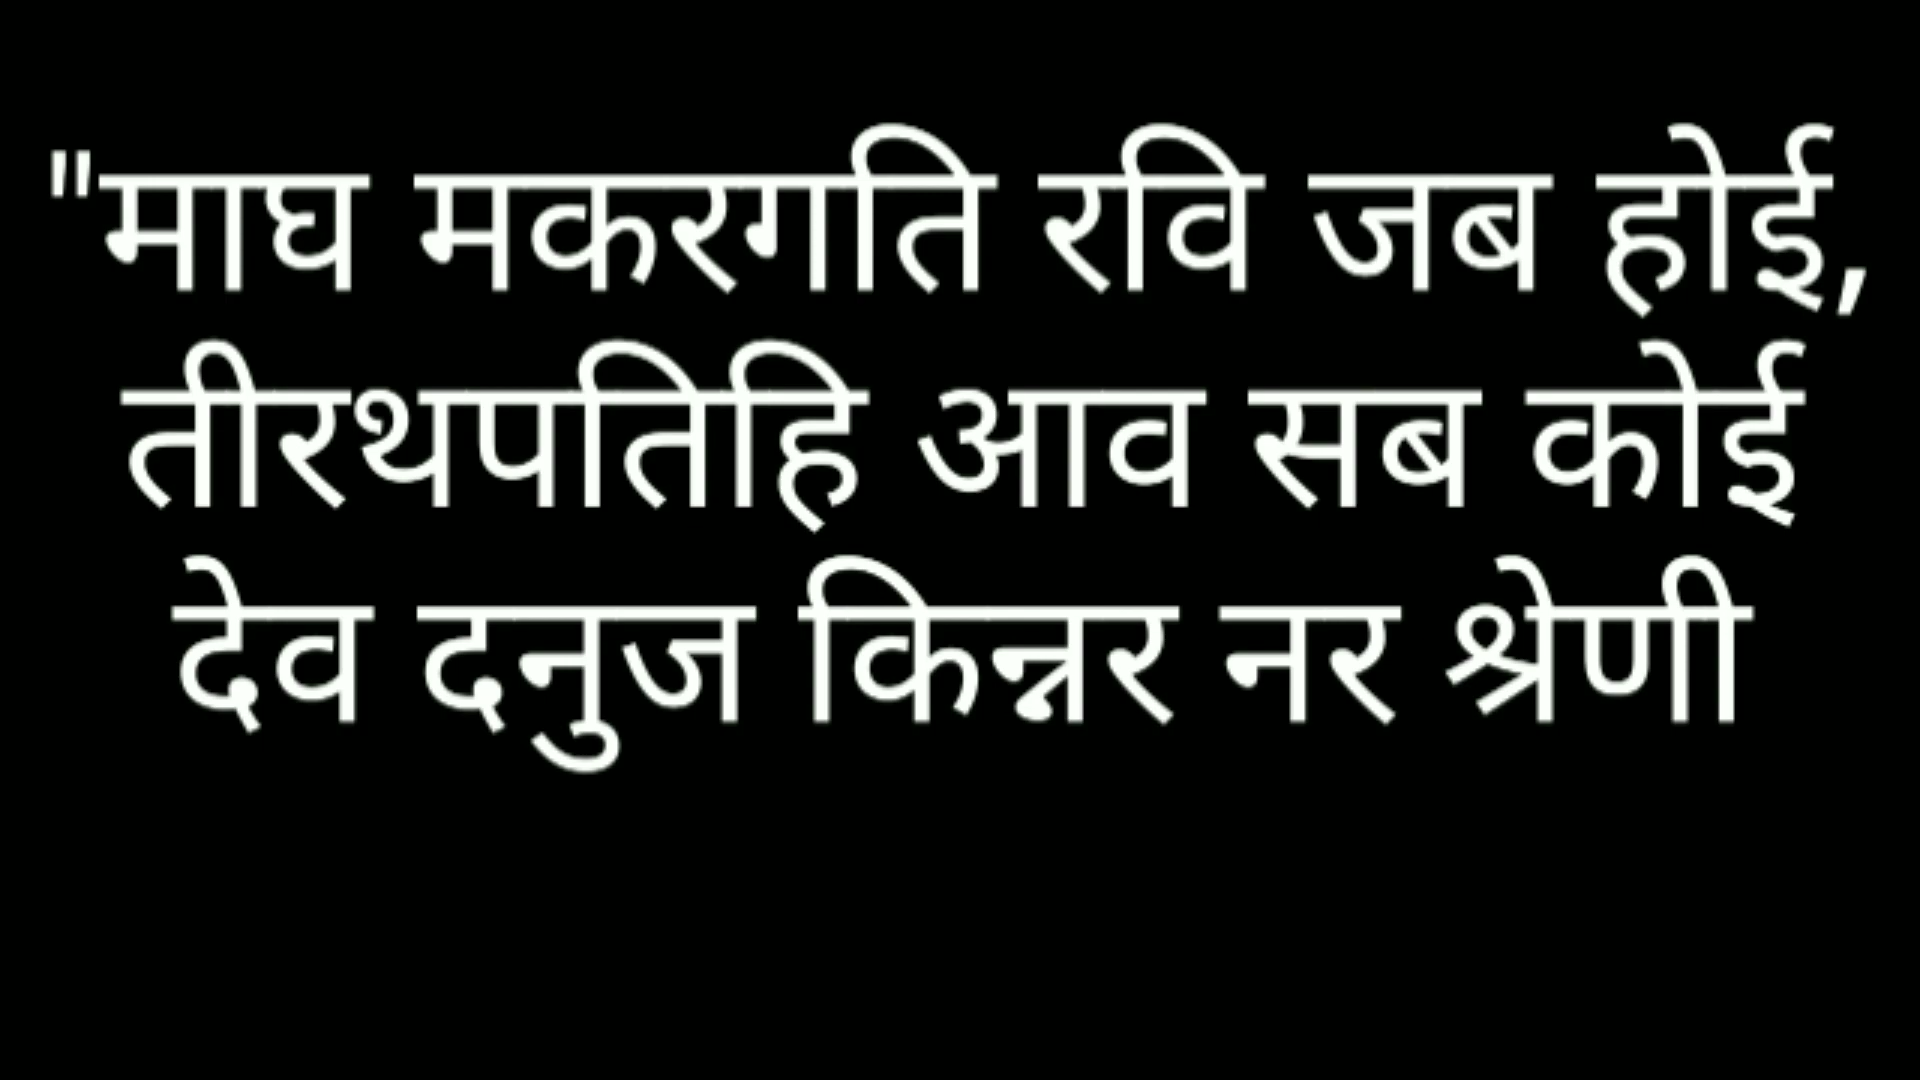 "माघ मकरगति रवि जब होई,
तीरथपतिहि आव सब कोई
देव दनुज किन्नर नर श्रेणी